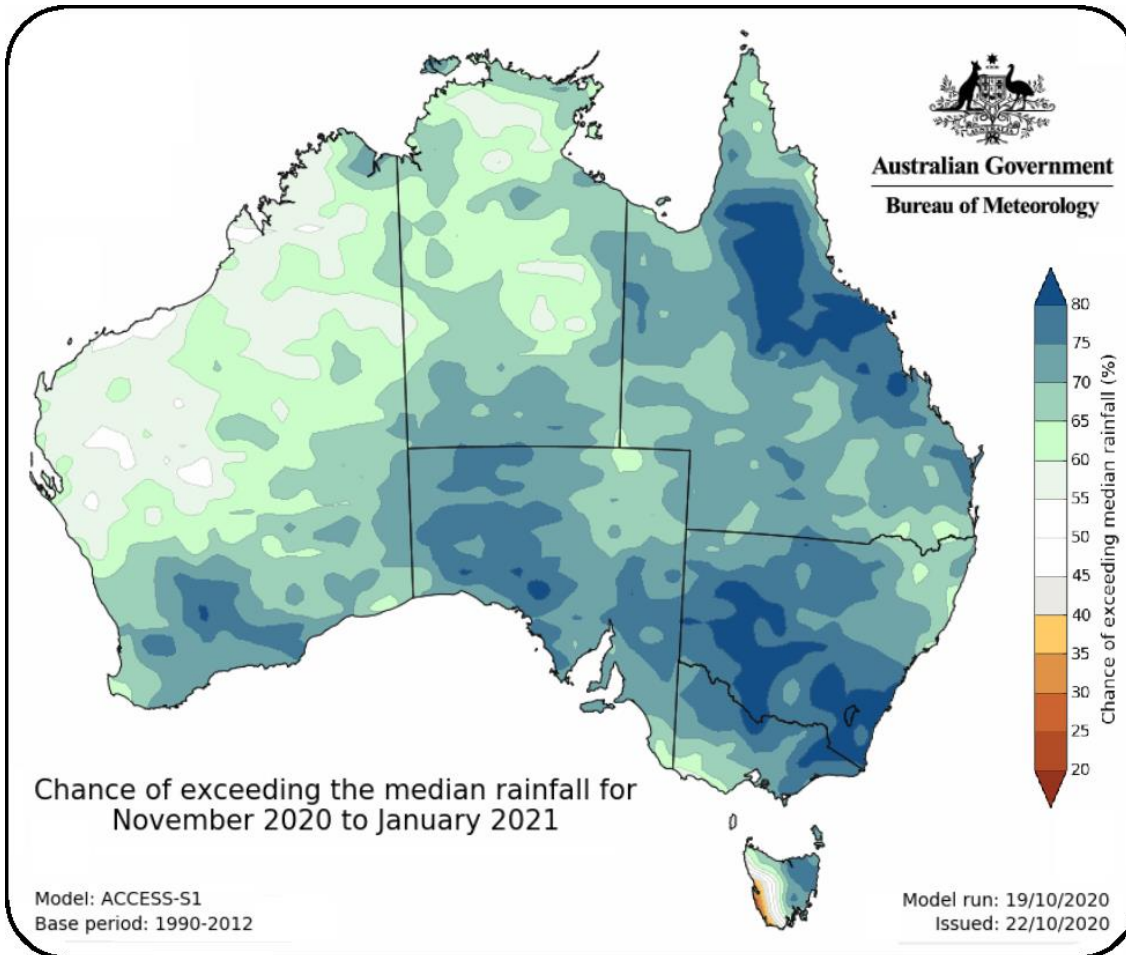 AUSTRALIA
Australian Government
Bureau of Meteorology
80
75
70
65
60
55
50
45
40
35
30
25
20
Chance of exceeding median rainfall (%)
Chance of exceeding the median rainfall for
November 2020 to January 2021
Model: ACCESS-S1
Base period: 1990-2012
Model run: 19/10/2020
Issued: 22/10/2020